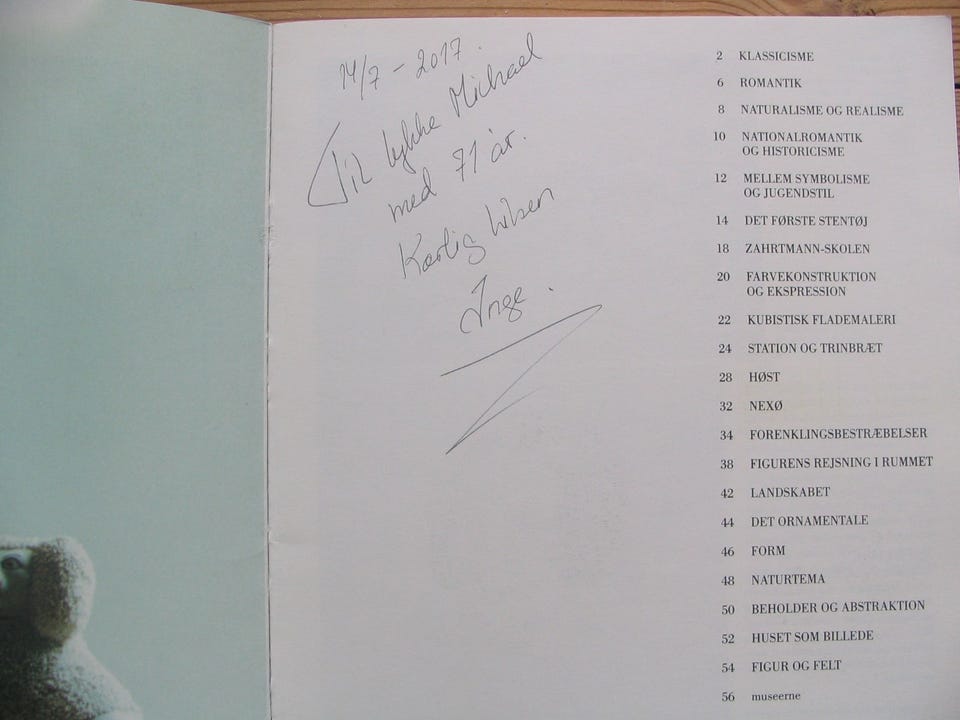 14/7 - 2017.
Til lykke Michael
med 71 år.
Kærlig hilsen
Inge.
2 KLASSICISME
6 ROMANTIK
8 NATURALISME OG REALISME
10 NATIONALROMANTIK
OG HISTORICISME
12 MELLEM SYMBOLISME
OG JUGENDSTIL
14 DET FØRSTE STENTØJ
18 ZAHRTMANN-SKOLEN
20 FARVEKONSTRUKTION
OG EKSPRESSION
22 KUBISTISK FLADEMALERI
24 STATION OG TRINBRÆT
28 HØST
32 NEXØ
34 FORENKLINGSBESTRÆBELSER
38 FIGURENS REJSNING I RUMMET
42 LANDSKABET
44 DET ORNAMENTALE
46 FORM
48 NATURTEMA
50 BEHOLDER OG ABSTRAKTION
52 HUSET SOM BILLEDE
54 FIGUR OG FELT
56 museerne